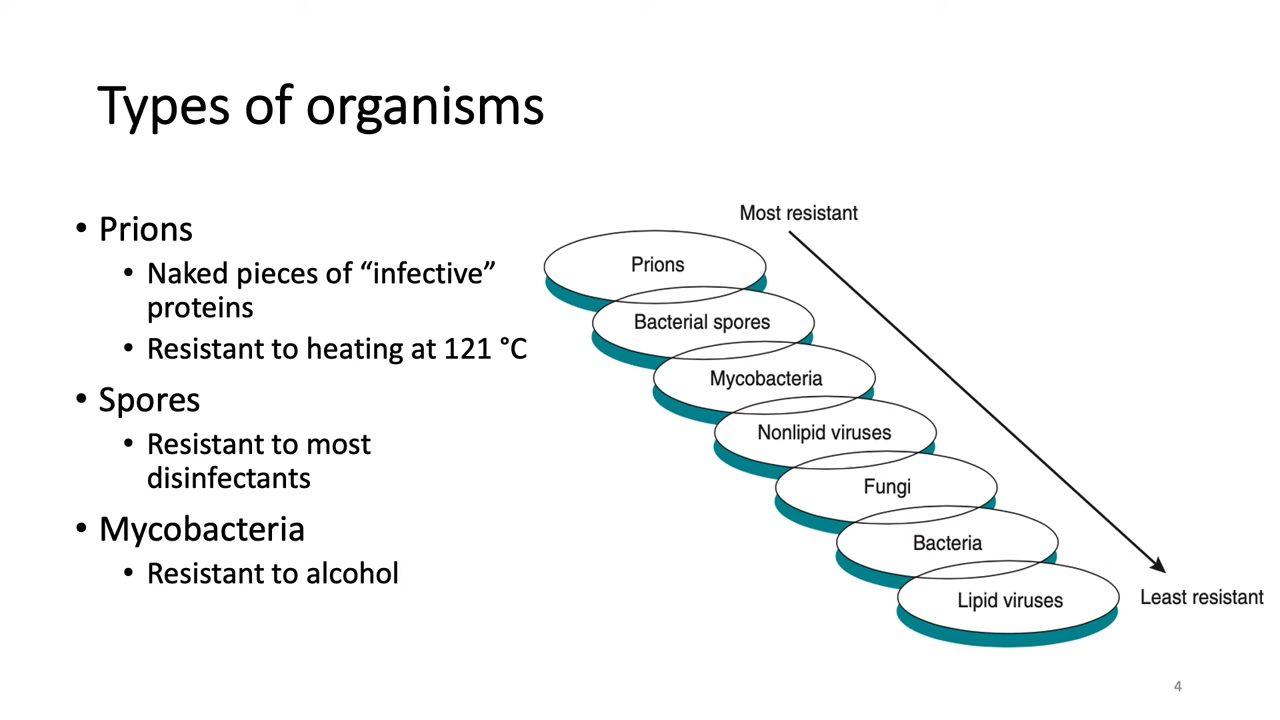 Types of organisms
• Prions
• Naked pieces of “infective”
proteins
• Resistant to heating at 121 °C
• Spores
• Resistant to most
disinfectants
• Mycobacteria
• Resistant to alcohol
Most resistant
Prions
Bacterial spores
Mycobacteria
Nonlipid viruses
Fungi
Bacteria
Lipid viruses
Least resistant
4